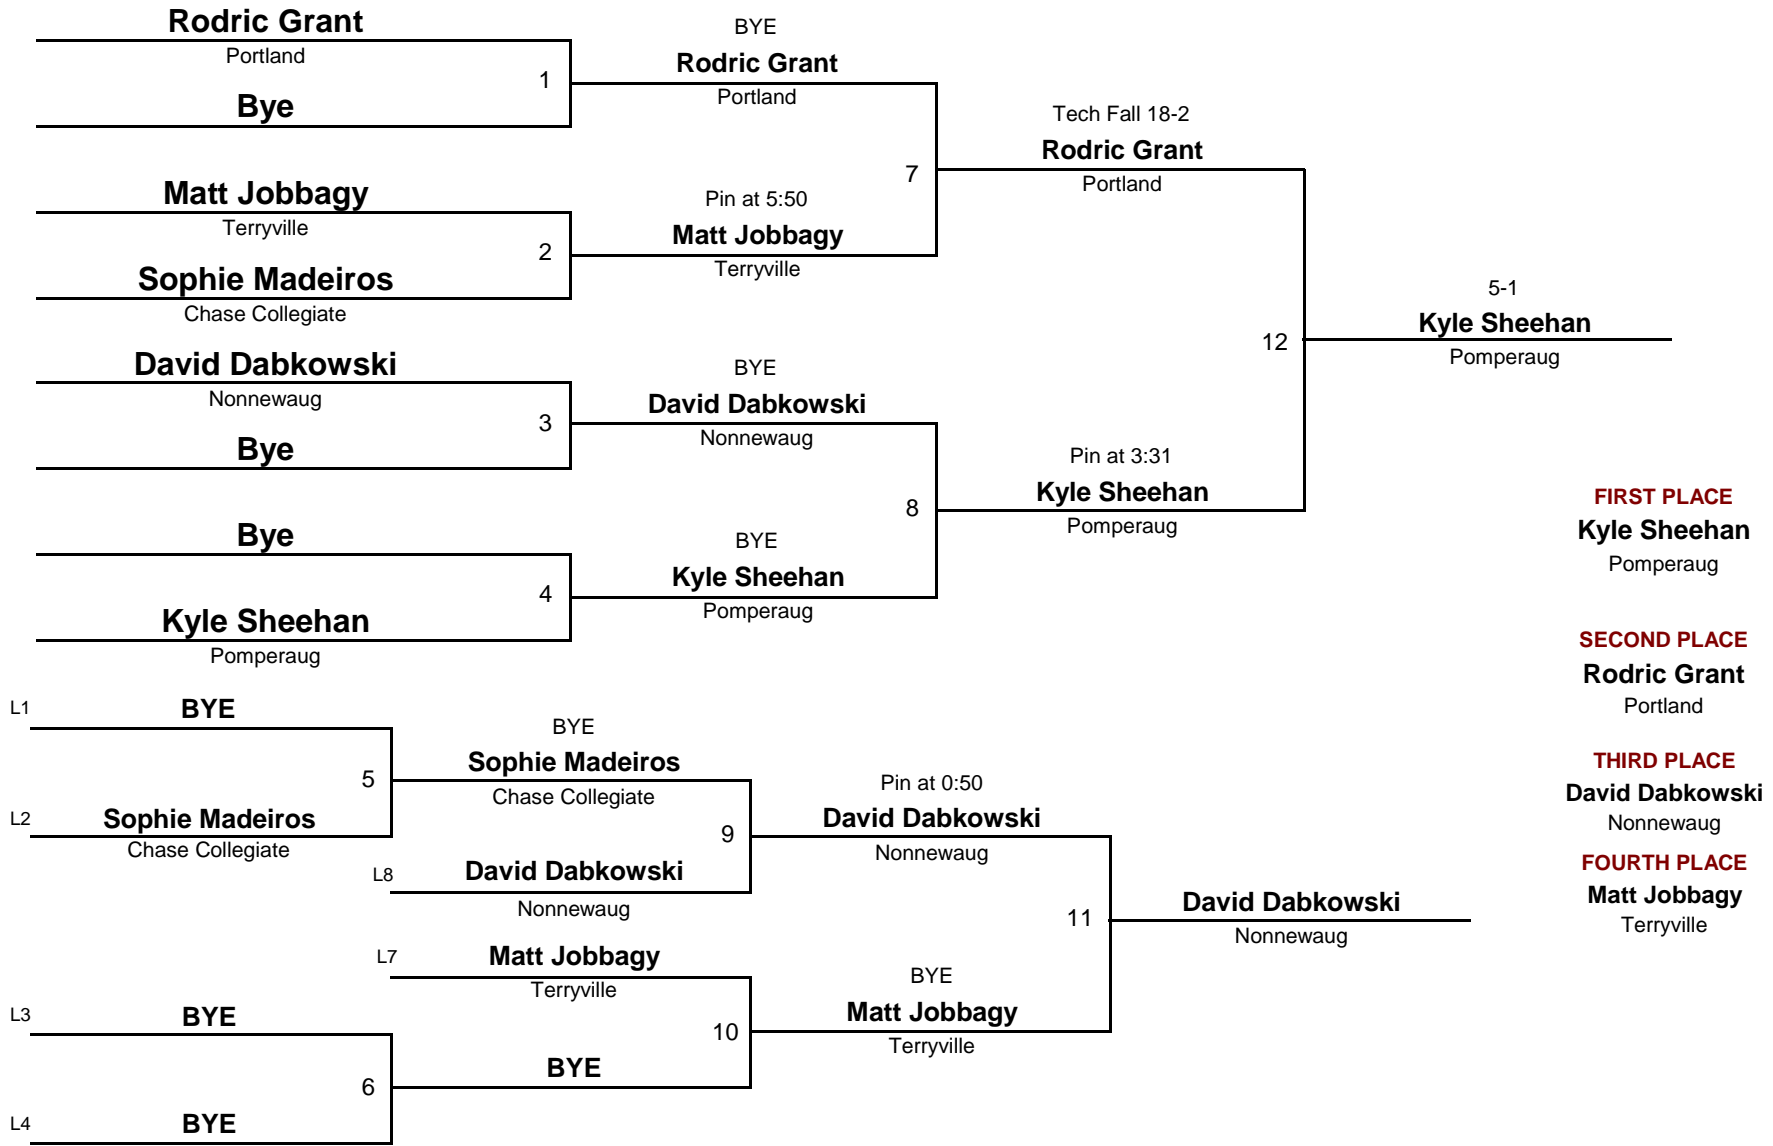 Rodric Grant
Portland
1
Bye
BYE
Rodric Grant
Portland
Matt Jobbagy
Terryville
2
Sophie Madeiros
Chase Collegiate
Pin at 5:50
Matt Jobbagy
Terryville
7
Tech Fall 18-2
Rodric Grant
Portland
David Dabkowski
Nonnewaug
3
Bye
BYE
David Dabkowski
Nonnewaug
Bye
4
Kyle Sheehan
Pomperaug
BYE
Kyle Sheehan
Pomperaug
8
Pin at 3:31
Kyle Sheehan
Pomperaug
12
5-1
Kyle Sheehan
Pomperaug
FIRST PLACE
Kyle Sheehan
Pomperaug
SECOND PLACE
Rodric Grant
Portland
THIRD PLACE
David Dabkowski
Nonnewaug
FOURTH PLACE
Matt Jobbagy
Terryville
L1
BYE
5
L2
Sophie Madeiros
Chase Collegiate
BYE
Sophie Madeiros
Chase Collegiate
9
L8
David Dabkowski
Nonnewaug
Pin at 0:50
David Dabkowski
Nonnewaug
L7
Matt Jobbagy
Terryville
10
L3
BYE
6
L4
BYE
BYE
BYE
Matt Jobbagy
Terryville
11
David Dabkowski
Nonnewaug